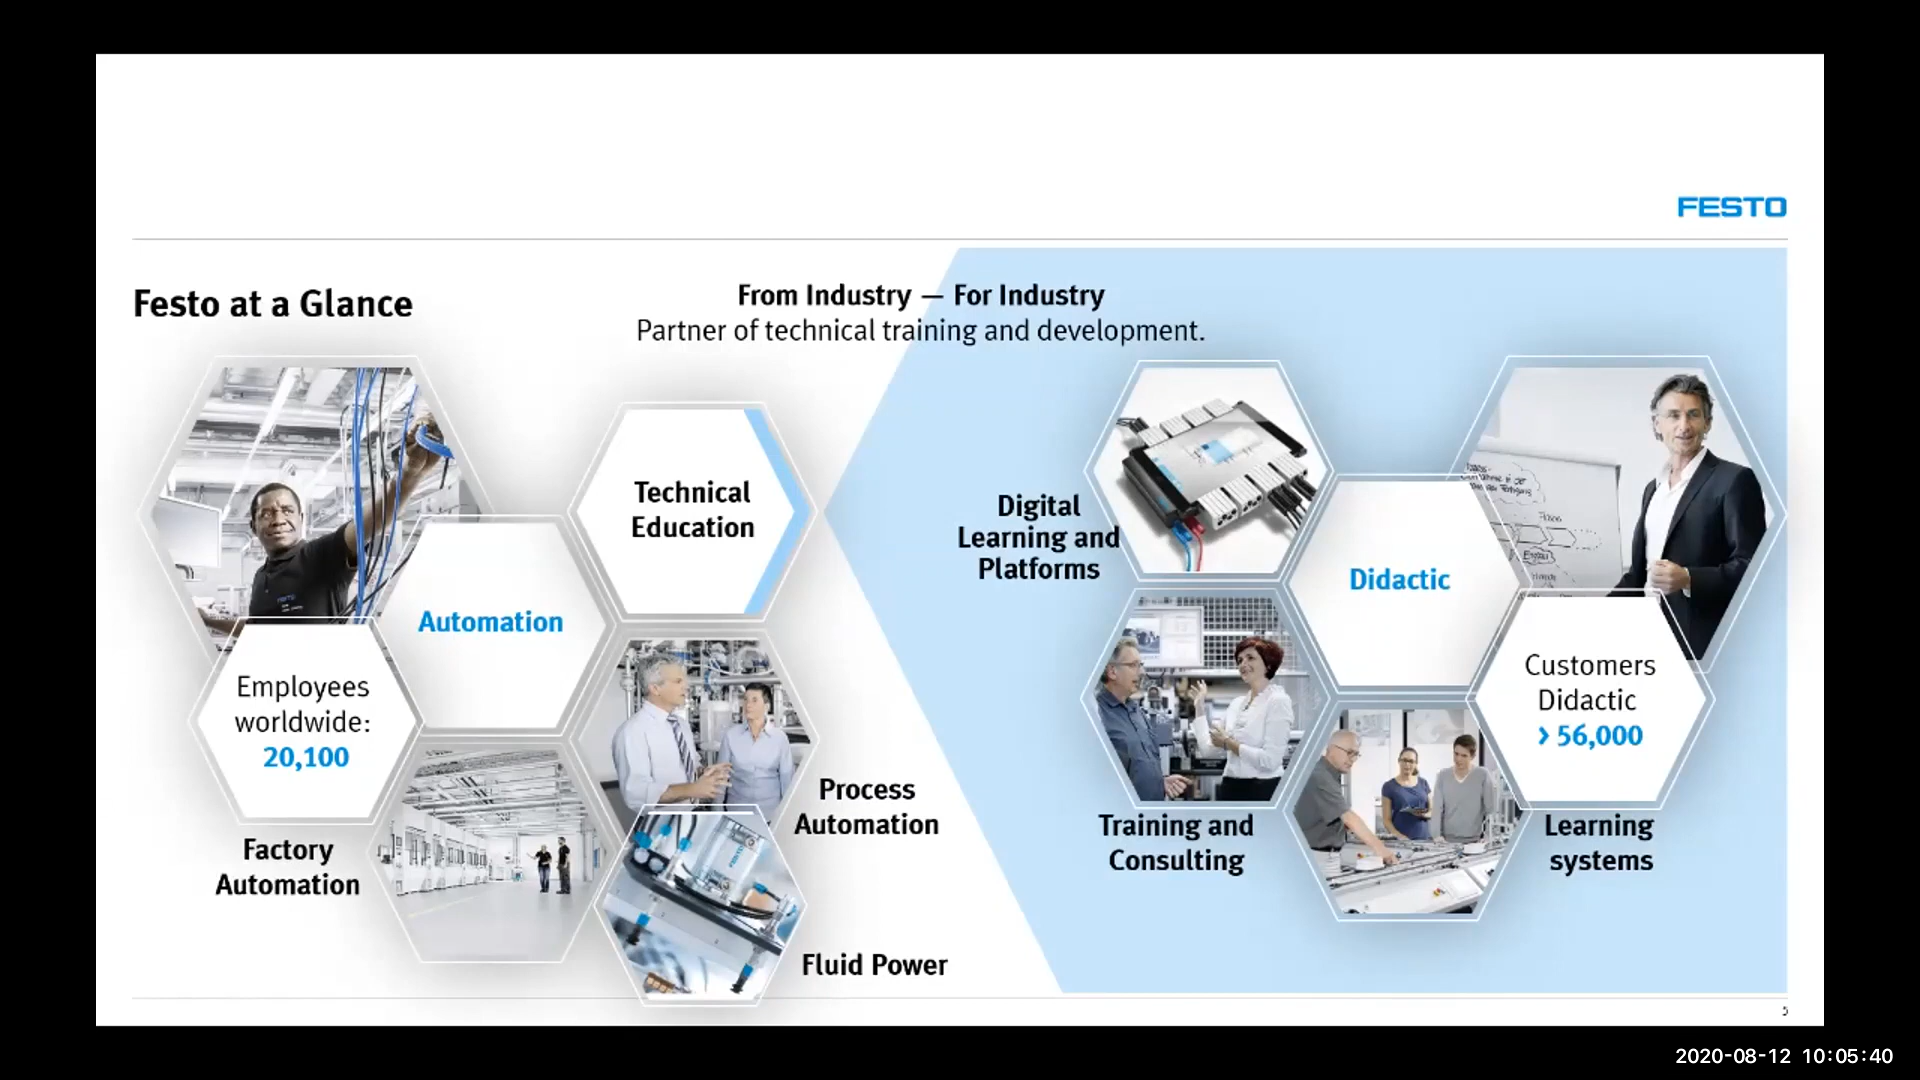 FESTO
Festo at a Glance
From Industry — For Industry
Partner of technical training and development.
Technical
Education
Automation
Employees
worldwide:
20,100
Factory
Automation
Process
Automation
Fluid Power
Digital
Learning and
Platforms
Didactic
Customers
Didactic
> 56,000
Training and
Consulting
Learning
systems
5
2020-08-12 10:05:40